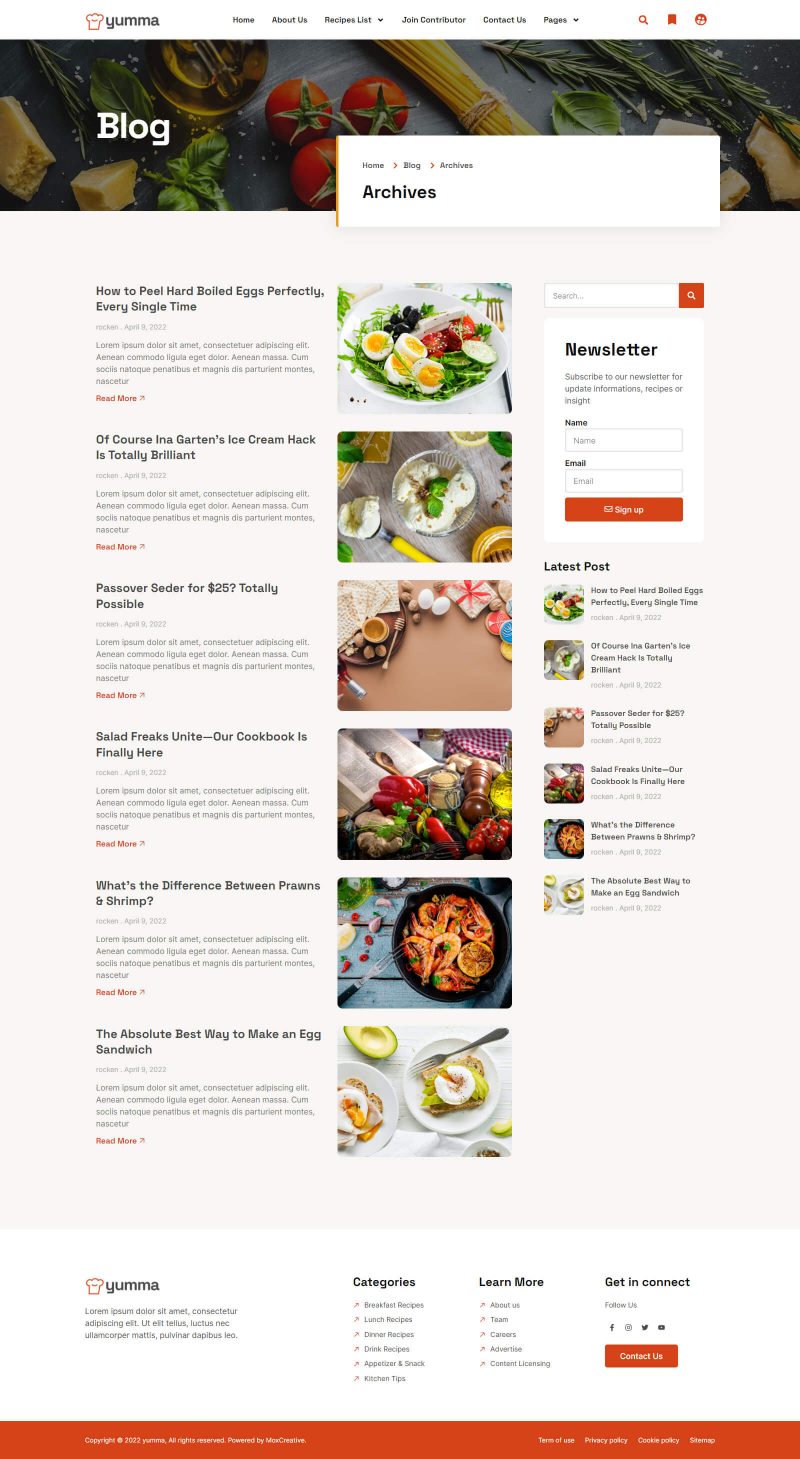 yumma
Home About Us Recipes List Join Contributor Contact Us Pages
Blog
Home Blog Archives
Archives
How to Peel Hard Boiled Eggs Perfectly,
Every Single Time
rocken . April 9, 2022
Lorem ipsum dolor sit amet, consectetuer adipiscing elit.
Aenean commodo ligula eget dolor. Aenean massa. Cum
sociis natoque penatibus et magnis dis parturient montes,
nascetur
Read More
Of Course Ina Garten's Ice Cream Hack
Is Totally Brilliant
rocken . April 9, 2022
Lorem ipsum dolor sit amet, consectetuer adipiscing elit.
Aenean commodo ligula eget dolor. Aenean massa. Cum
sociis natoque penatibus et magnis dis parturient montes,
nascetur
Read More
Passover Seder for $25? Totally
Possible
rocken . April 9, 2022
Lorem ipsum dolor sit amet, consectetuer adipiscing elit.
Aenean commodo ligula eget dolor. Aenean massa. Cum
sociis natoque penatibus et magnis dis parturient montes,
nascetur
Read More
Salad Freaks Unite—Our Cookbook Is
Finally Here
rocken . April 9, 2022
Lorem ipsum dolor sit amet, consectetuer adipiscing elit.
Aenean commodo ligula eget dolor. Aenean massa. Cum
sociis natoque penatibus et magnis dis parturient montes,
nascetur
Read More
What's the Difference Between Prawns
& Shrimp?
rocken . April 9, 2022
Lorem ipsum dolor sit amet, consectetuer adipiscing elit.
Aenean commodo ligula eget dolor. Aenean massa. Cum
sociis natoque penatibus et magnis dis parturient montes,
nascetur
Read More
The Absolute Best Way to Make an Egg
Sandwich
rocken . April 9, 2022
Lorem ipsum dolor sit amet, consectetuer adipiscing elit.
Aenean commodo ligula eget dolor. Aenean massa. Cum
sociis natoque penatibus et magnis dis parturient montes,
nascetur
Read More
Search...
Newsletter
Subscribe to our newsletter for
update informations, recipes or
insight
Name
Name
Email
Email
Sign up
Latest Post
How to Peel Hard Boiled Eggs
Perfectly, Every Single Time
rocken . April 9, 2022
Of Course Ina Garten's Ice
Cream Hack Is Totally
Brilliant
rocken . April 9, 2022
Passover Seder for $25?
Totally Possible
rocken . April 9, 2022
Salad Freaks Unite—Our
Cookbook Is Finally Here
rocken . April 9, 2022
What's the Difference
Between Prawns & Shrimp?
rocken . April 9, 2022
The Absolute Best Way to
Make an Egg Sandwich
rocken . April 9, 2022
yumma
Lorem ipsum dolor sit amet, consectetur
adipiscing elit. Ut elit tellus, luctus nec
ullamcorper mattis, pulvinar dapibus leo.
Categories
Breakfast Recipes
Lunch Recipes
Dinner Recipes
Drink Recipes
Appetizer & Snack
Kitchen Tips
Learn More
About us
Team
Careers
Advertise
Content Licensing
Get in connect
Follow Us
Contact Us
Copyright © 2022 yumma, All rights reserved. Powered by MoxCreative.
Term of use Privacy policy Cookie policy Sitemap